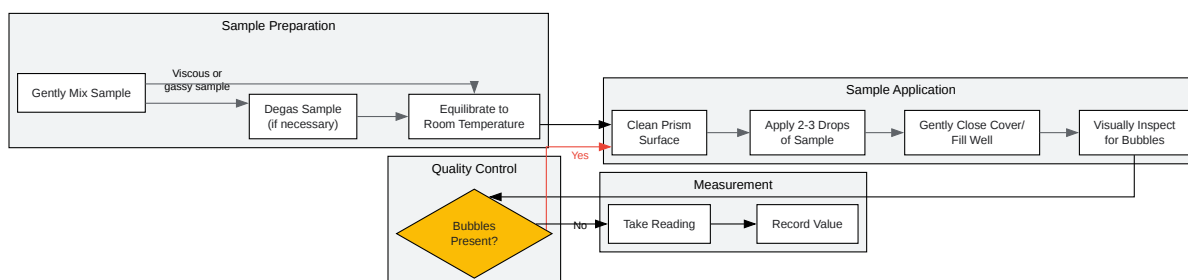 Sample Preparation
Gently Mix Sample
Viscous or
gassy sample
Degas Sample
(if necessary)
Equilibrate to
Room Temperature
Sample Application
Clean Prism
Surface
Apply 2-3 Drops
of Sample
Gently Close Cover/
Fill Well
Visually Inspect
for Bubbles
Yes
Quality Control
Bubbles
Present?
No
Measurement
Take Reading
Record Value